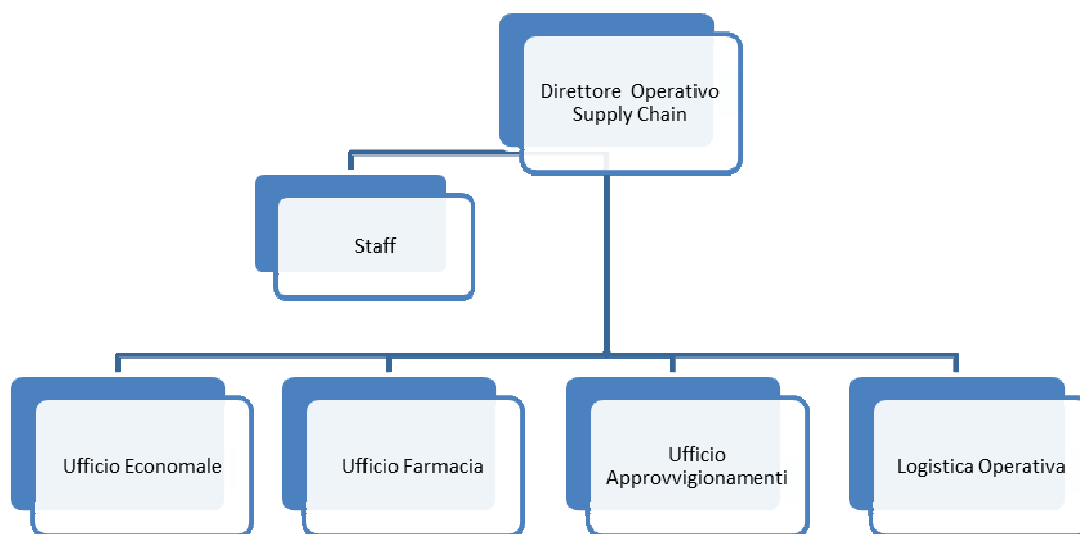 Direttore Operativo
Supply Chain
Staff
Ufficio Economale
Ufficio Farmacia
Ufficio
Approvvigionamenti
Logistica Operativa